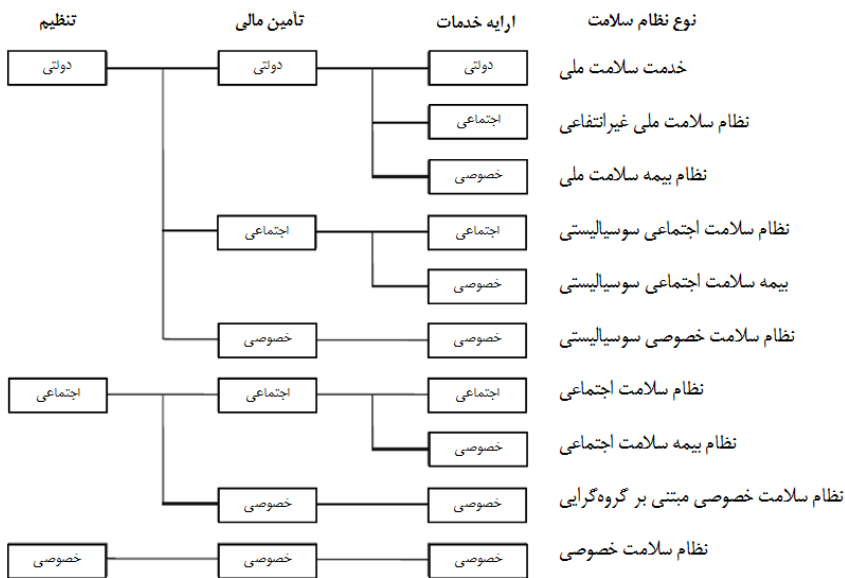 نوع نظام سلامت ارایه خدمات تأمین مالی تنظیم
خدمت سلامت ملی دولتی دولتی دولتی
نظام سلامت ملی غیرانتفاعی اجتماعی
نظام بیمه سلامت ملی خصوصی
نظام سلامت اجتماعی سوسیالیستی اجتماعی اجتماعی
بیمه سلامت اجتماعی سوسیالیستی خصوصی
نظام سلامت خصوصی سوسیالیستی خصوصی خصوصی
نظام سلامت اجتماعی اجتماعی اجتماعی اجتماعی
نظام بیمه سلامت اجتماعی خصوصی
نظام سلامت خصوصی مبتنی بر گروه‌گرایی خصوصی خصوصی
نظام سلامت خصوصی خصوصی خصوصی خصوصی